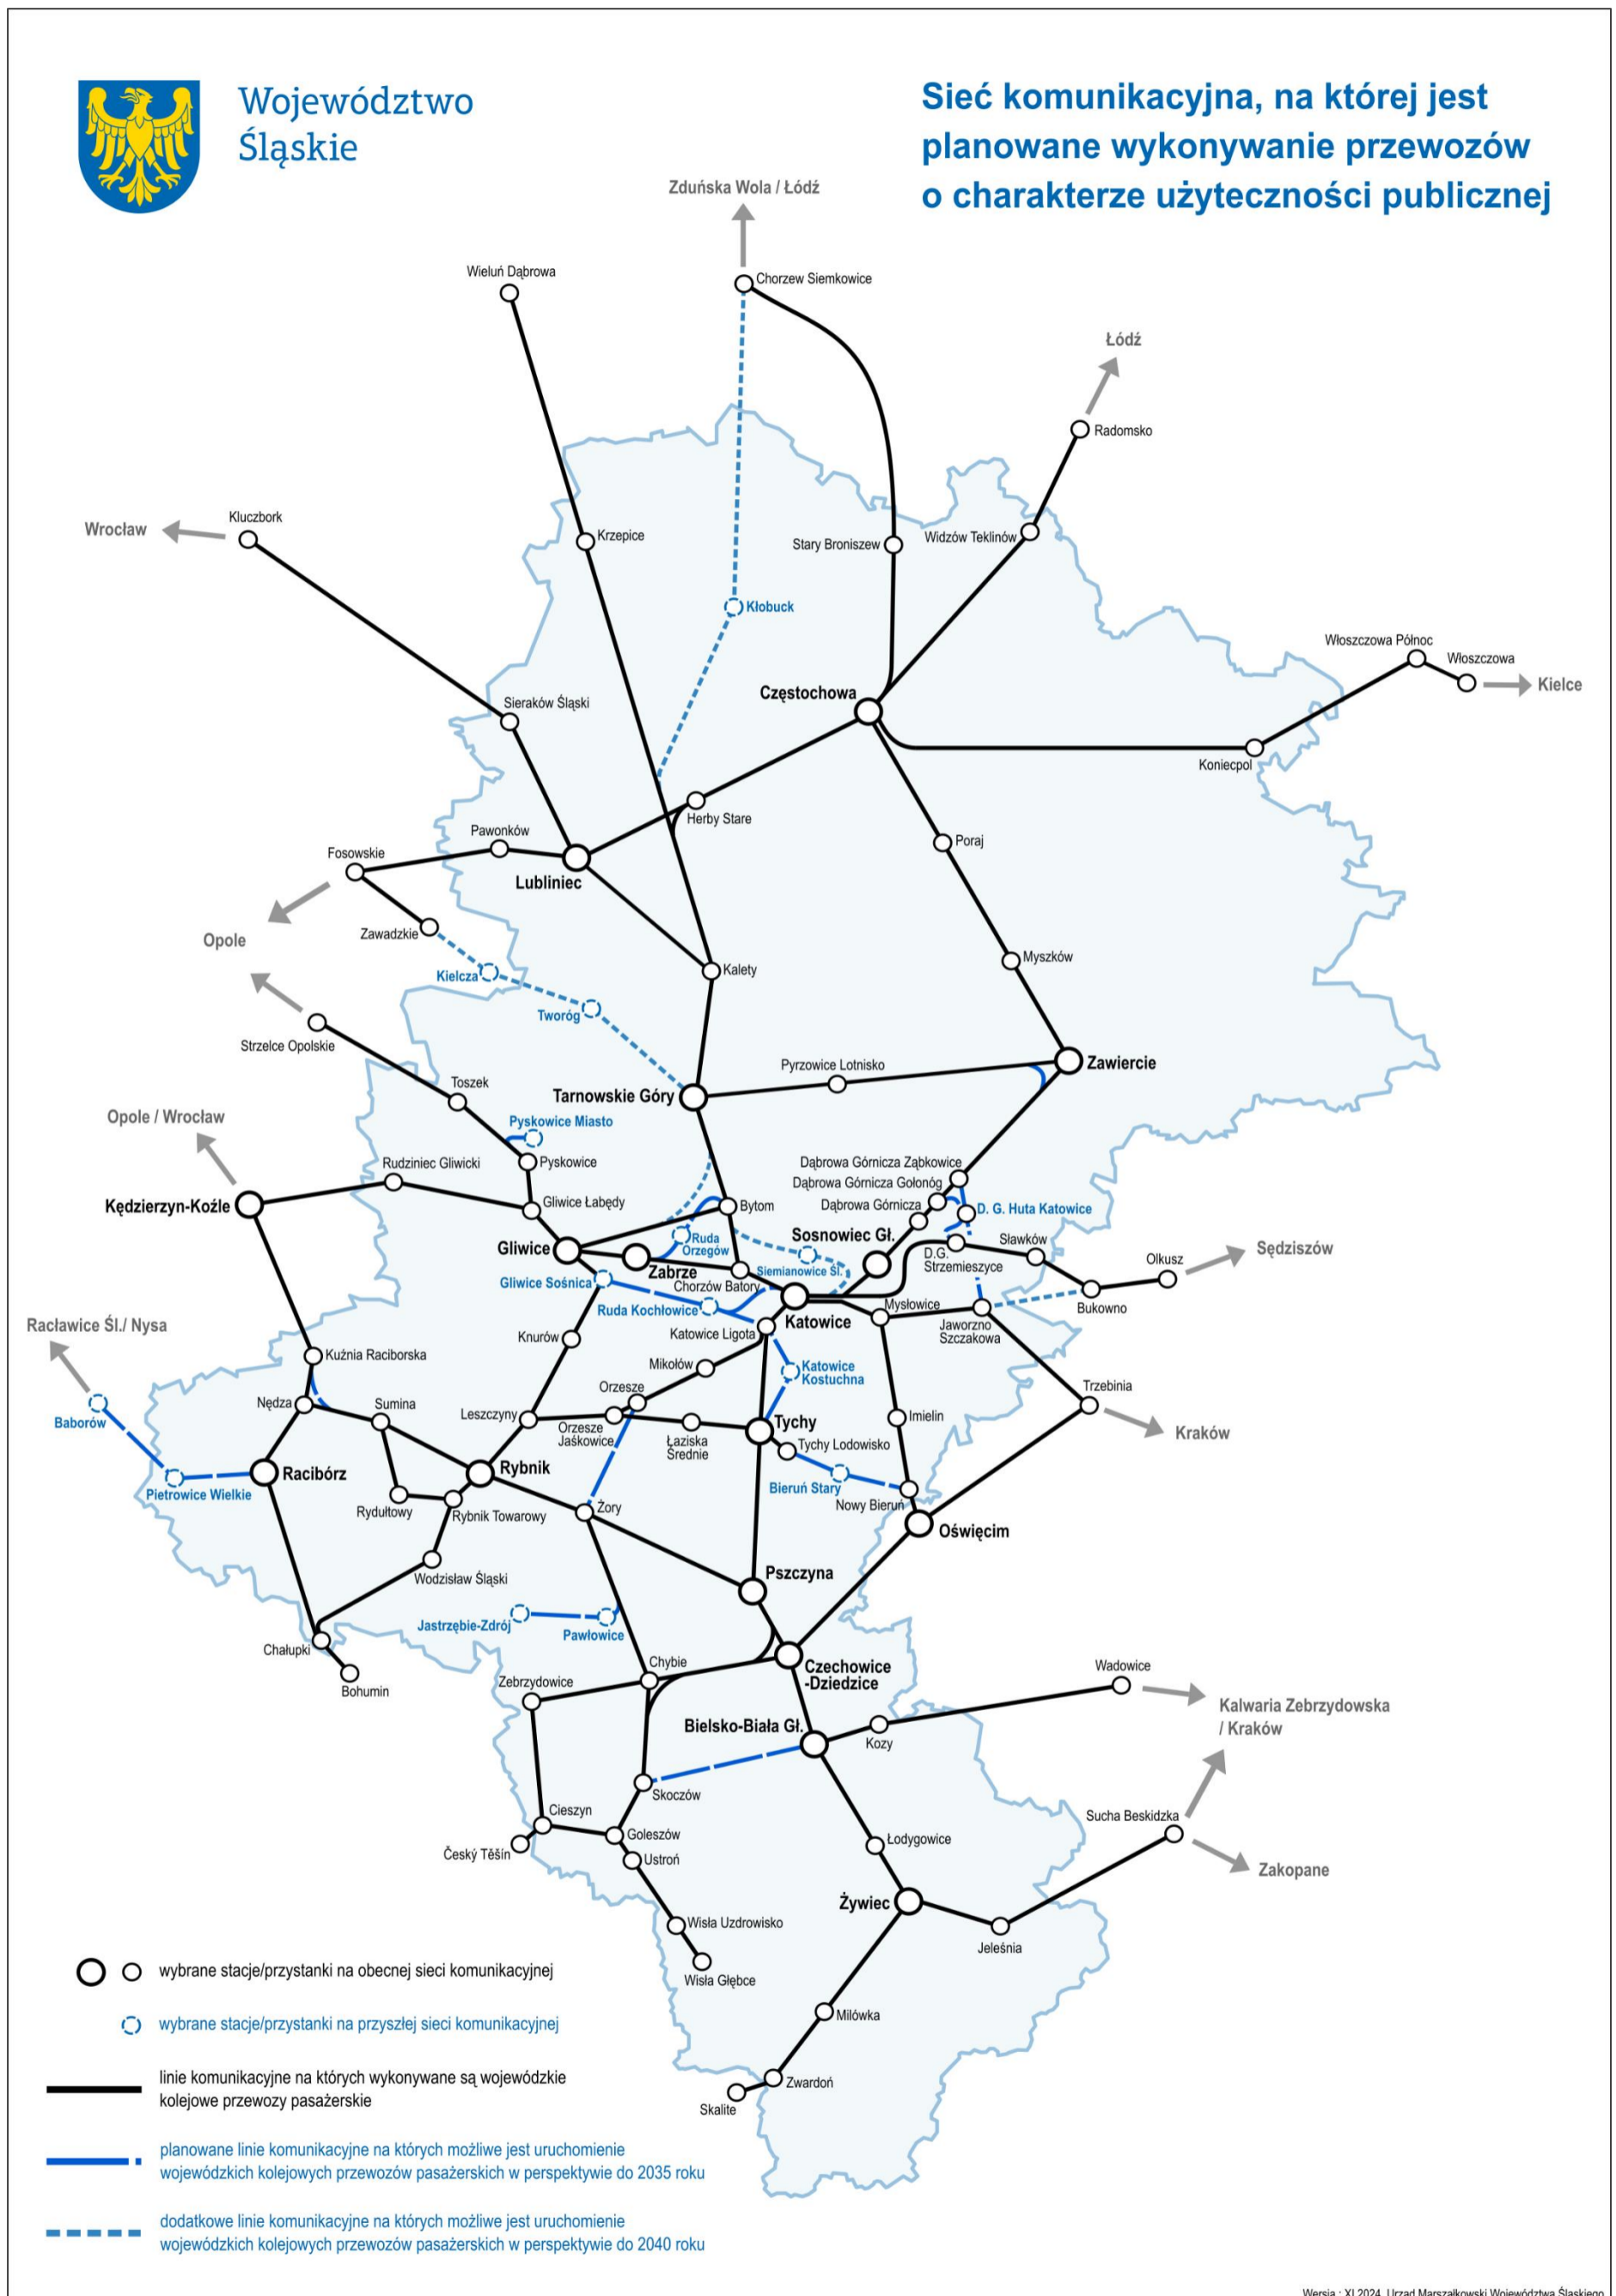 Województwo
Śląskie
Sieć komunikacyjna, na której jest
planowane wykonywanie przewozów
o charakterze użyteczności publicznej
Zduńska Wola / Łódź
Wieluń Dąbrowa
Chorzew Siemkowice
Łódź
Radomsko
Kluczbork
Wrocław
Krzepice
Stary Broniszew
Widzów Teklinów
Kłobuck
Włoszczowa Północ
Włoszczowa
Kielce
Częstochowa
Sieraków Śląski
Koniecpol
Herby Stare
Pawonków
Poraj
Fosowskie
Lubliniec
Opole
Zawadzkie
Kielcza
Kalety
Myszków
Tworóg
Strzelce Opolskie
Pyrzowice Lotnisko
Zawiercie
Toszek
Tarnowskie Góry
Opole / Wrocław
Pyskowice Miasto
Rudziniec Gliwicki
Pyskowice
Dąbrowa Górnicza Ząbkowice
Dąbrowa Górnicza Gołonóg
Kędzierzyn-Koźle
Gliwice Łabędy
Bytom
Dąbrowa Górnicza
D. G. Huta Katowice
Sosnowiec Gł.
Ruda
Orzegów
Sławków
Gliwice
Sędziszów
Olkusz
D.G.
Strzemieszyce
Zabrze
Siemianowice Śl.
Gliwice Sośnica
Chorzów Batory
Ruda Kochłowice
Mysłowice
Bukowno
Katowice
Jaworzno
Szczakowa
Racławice Śl./ Nysa
Knurów
Katowice Ligota
Kuźnia Raciborska
Mikołów
Katowice
Kostuchna
Orzesze
Trzebinia
Nędza
Sumina
Leszczyny
Imielin
Baborów
Orzesze
Jaśkowice
Łaziska
Średnie
Tychy
Kraków
Tychy Lodowisko
Racibórz
Rybnik
Bieruń Stary
Pietrowice Wielkie
Nowy Bieruń
Rydułtowy
Rybnik Towarowy
Żory
Oświęcim
Wodzisław Śląski
Pszczyna
Jastrzębie-Zdrój
Pawłowice
Chałupki
Chybie
Czechowice
-Dziedzice
Wadowice
Bohumin
Zebrzydowice
Kalwaria Zebrzydowska
/ Kraków
Bielsko-Biała Gł.
Kozy
Skoczów
Cieszyn
Sucha Beskidzka
Goleszów
Łodygowice
Český Těšín
Ustroń
Zakopane
Żywiec
Wisła Uzdrowisko
Jeleśnia
Wisła Głębce
wybrane stacje/przystanki na obecnej sieci komunikacyjnej
Milówka
wybrane stacje/przystanki na przyszłej sieci komunikacyjnej
linie komunikacyjne na których wykonywane są wojewódzkie
kolejowe przewozy pasażerskie
Zwardoń
Skalite
planowane linie komunikacyjne na których możliwe jest uruchomienie
wojewódzkich kolejowych przewozów pasażerskich w perspektywie do 2035 roku
dodatkowe linie komunikacyjne na których możliwe jest uruchomienie
wojewódzkich kolejowych przewozów pasażerskich w perspektywie do 2040 roku
Wersja : XI 2024, Urząd Marszałkowski Województwa Śląskiego